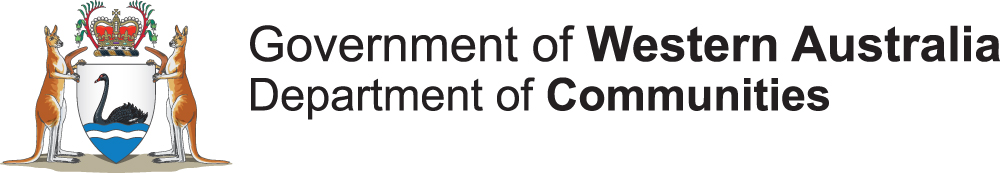 Government of Western Australia
Department of Communities